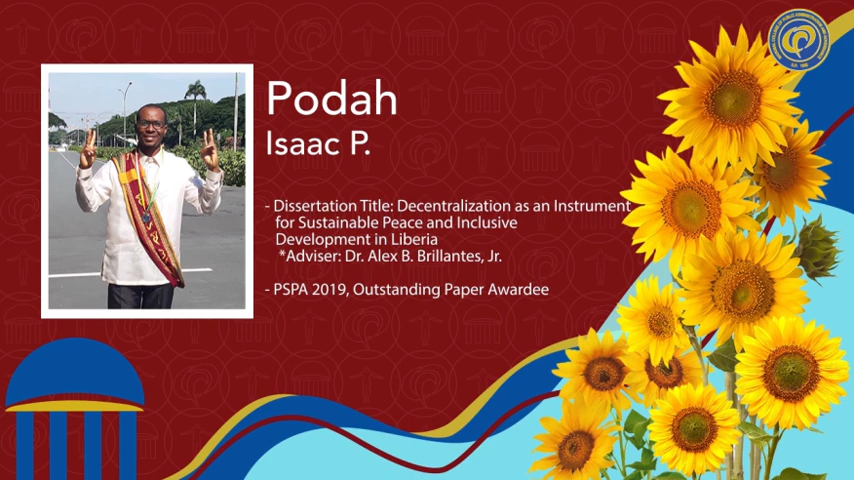 Podah
Isaac P.
- Dissertation Title: Decentralization as an Instrument
for Sustainable Peace and Inclusive
Development in Liberia
*Adviser: Dr. Alex B. Brillantes, Jr.
- PSPA 2019, Outstanding Paper Awardee